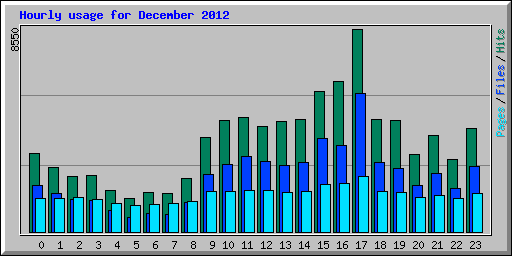 Hourly usage for December 2012
8550
Pages / Files / Hits
0 1 2 3 4 5 6 7 8 9 10 11 12 13 14 15 16 17 18 19 20 21 22 23